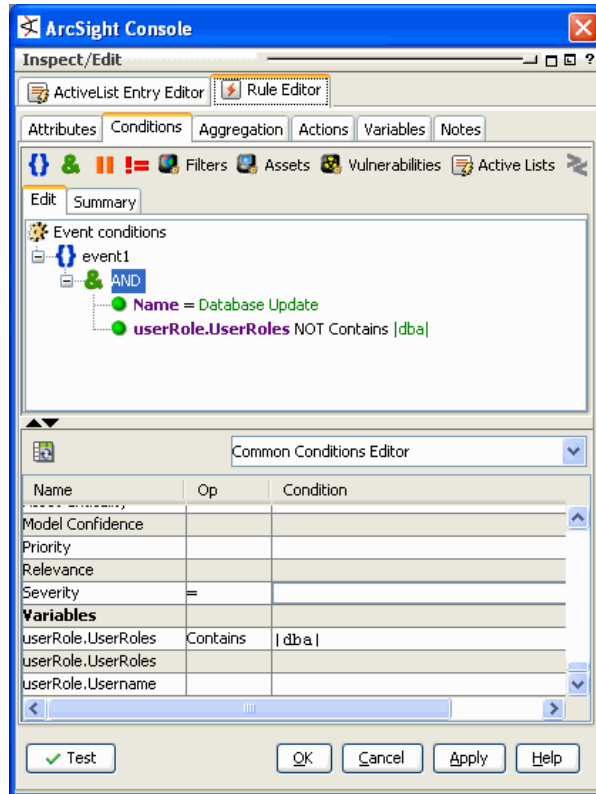 ArcSight Console
Inspect/Edit ?
ActiveList Entry Editor Rule Editor
Attributes Conditions Aggregation Actions Variables Notes
{} & || != Filters Assets Vulnerabilities Active Lists
Edit Summary
Event conditions
{} event1
& AND
Name = Database Update
userRole.UserRoles NOT Contains |dba|
Common Conditions Editor
Name Op Condition
Model Confidence
Priority
Relevance
Severity =
Variables
userRole.UserRoles Contains |dba|
userRole.UserRoles
userRole.Username
Test OK Cancel Apply Help